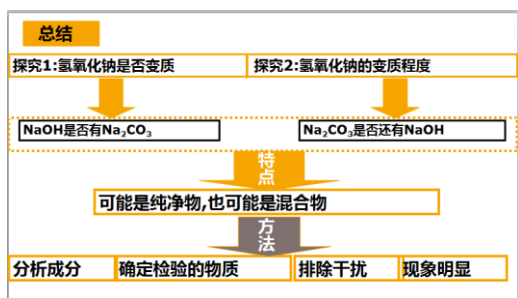 总结
探究1:氢氧化钠是否变质
探究2:氢氧化钠的变质程度
NaOH是否有Na₂CO₃
Na₂CO₃是否还有NaOH
特点
可能是纯净物,也可能是混合物
方法
分析成分
确定检验的物质
排除干扰
现象明显